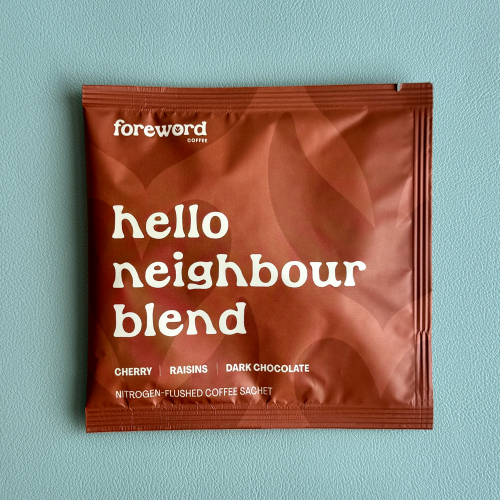 foreword
COFFEE
hello
neighbour
blend
CHERRY | RAISINS | DARK CHOCOLATE
NITROGEN-FLUSHED COFFEE SACHET